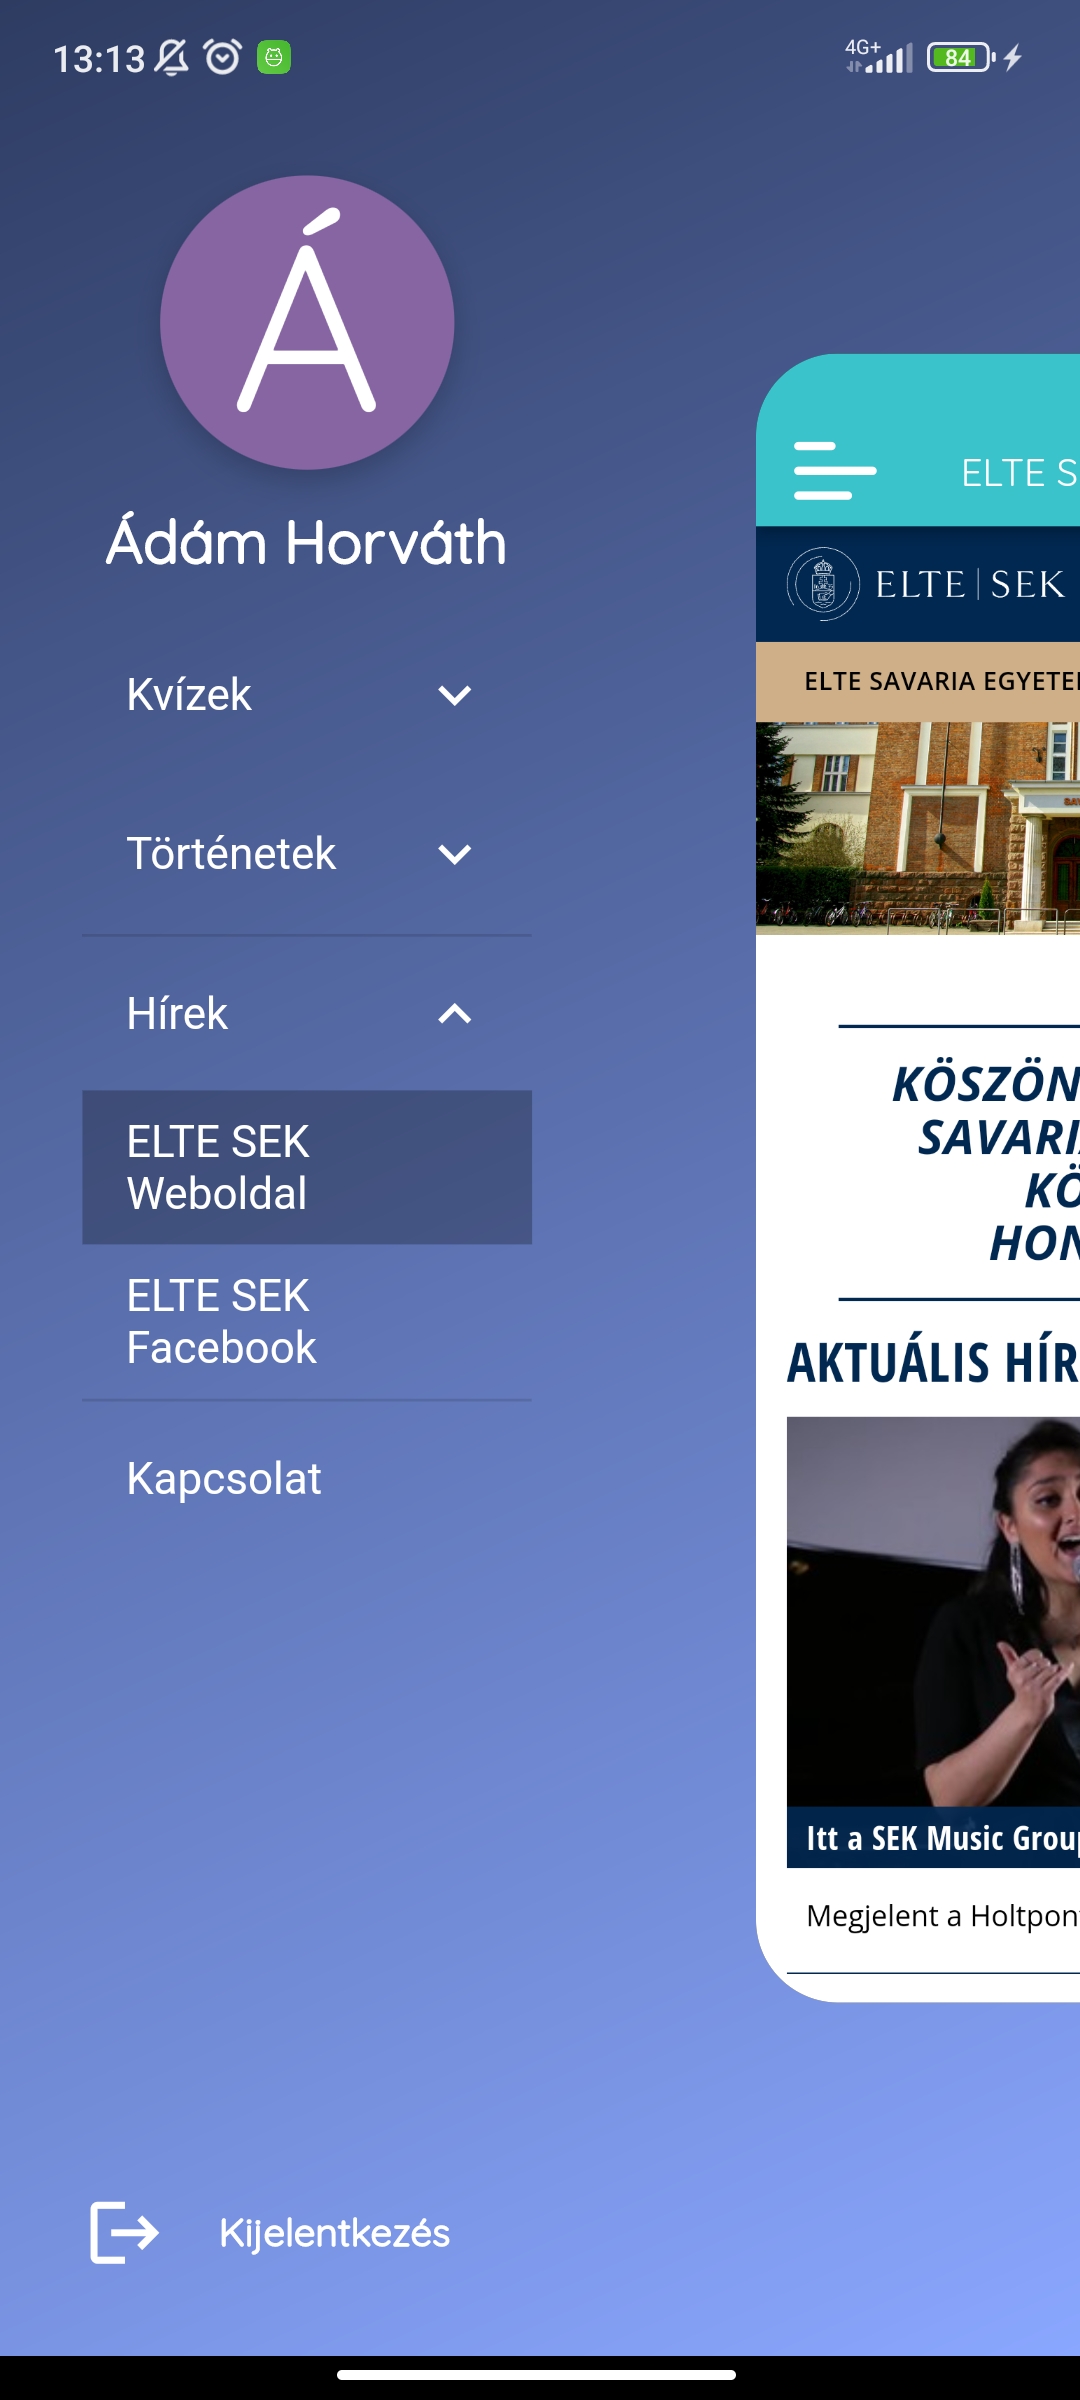 13:13
4G+
84
Á
Ádám Horváth
Kvízek
Történetek
Hírek
ELTE SEK
Weboldal
ELTE SEK
Facebook
Kapcsolat
Kijelentkezés
ELTE S
ELTE | SEK
ELTE SAVARIA EGYETE
KÖSZÖN
SAVARI
KÖ
HON
AKTUÁLIS HÍR
Itt a SEK Music Grou
Megjelent a Holtpon